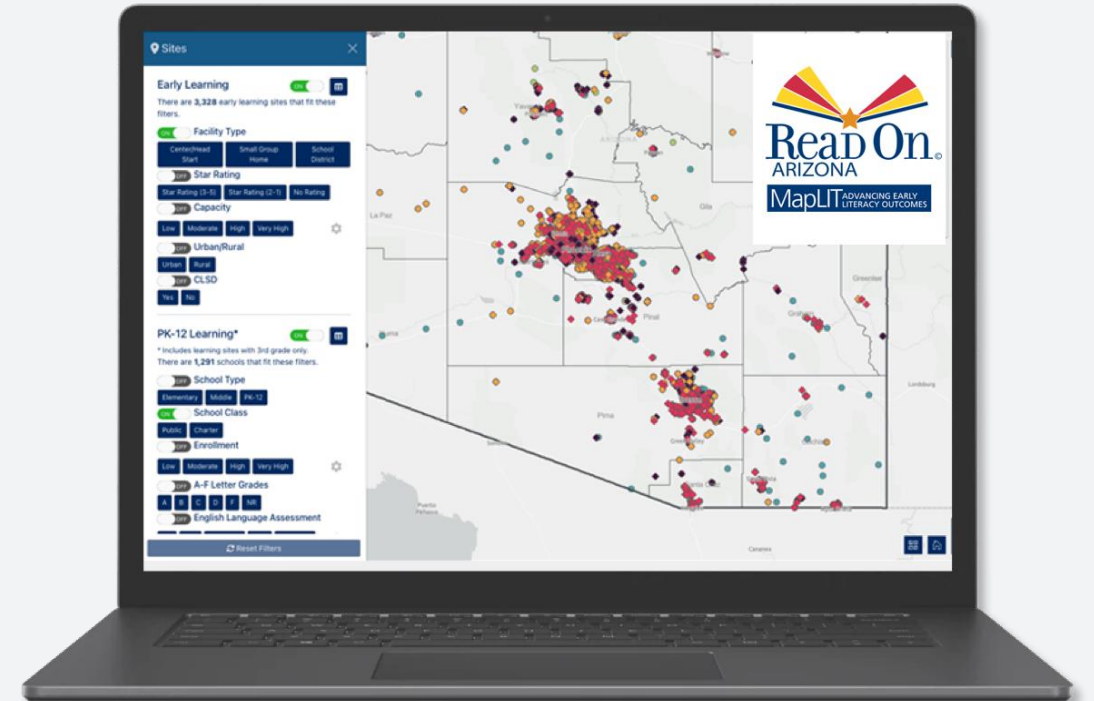 Sites
Early Learning
ON
There are 3,328 early learning sites that fit these
filters.
ON Facility Type
Center/Head
Start
Small Group
Home
School
District
OFF Star Rating
Star Rating (3-5) Star Rating (2-1) No Rating
OFF Capacity
Low Moderate High Very High
OFF Urban/Rural
Urban Rural
OFF CLSD
Yes No
PK-12 Learning*
ON
* Includes learning sites with 3rd grade only.
There are 1,291 schools that fit these filters.
OFF School Type
Elementary Middle PK-12
ON School Class
Public Charter
OFF Enrollment
Low Moderate High Very High
OFF A-F Letter Grades
A B C D F NR
OFF English Language Assessment
Reset Filters
ARIZONA
La Paz
Gila
Greenlee
Graham
Pinal
Yuma
Lordsburg
Pima
Puerto
Peñasco
Cananea
Read On
ARIZONA
MapLIT ADVANCING EARLY
LITERACY OUTCOMES